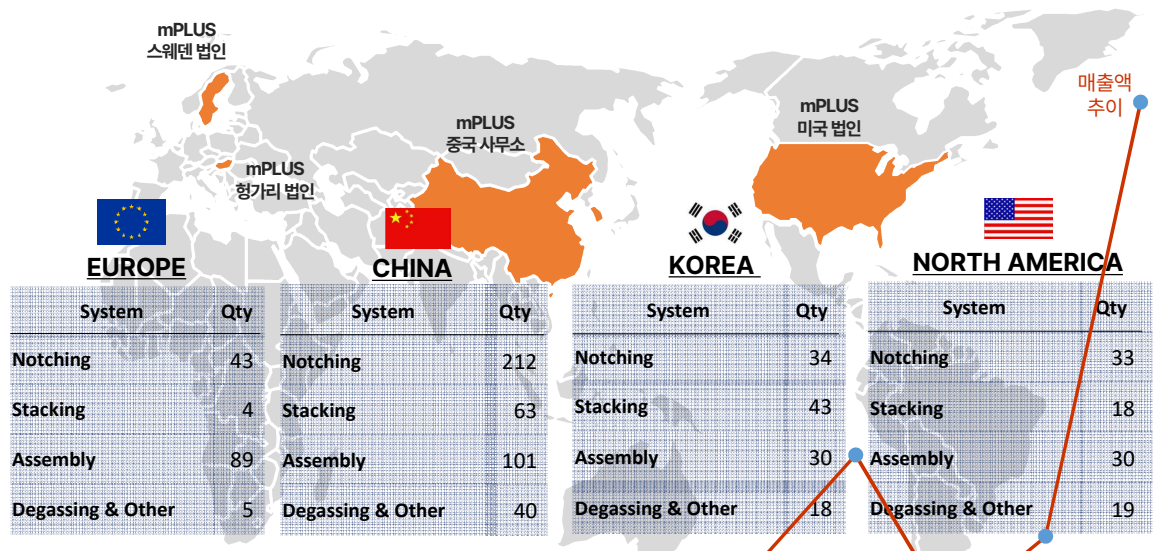 mPLUS
스웨덴 법인
mPLUS
헝가리 법인
mPLUS
중국 사무소
mPLUS
미국 법인
매출액
추이
EUROPE
System Qty
Notching 43
Stacking 4
Assembly 89
Degassing & Other 5
CHINA
System Qty
Notching 212
Stacking 63
Assembly 101
Degassing & Other 40
KOREA
System Qty
Notching 34
Stacking 43
Assembly 30
Degassing & Other 18
NORTH AMERICA
System Qty
Notching 33
Stacking 18
Assembly 30
Degassing & Other 19